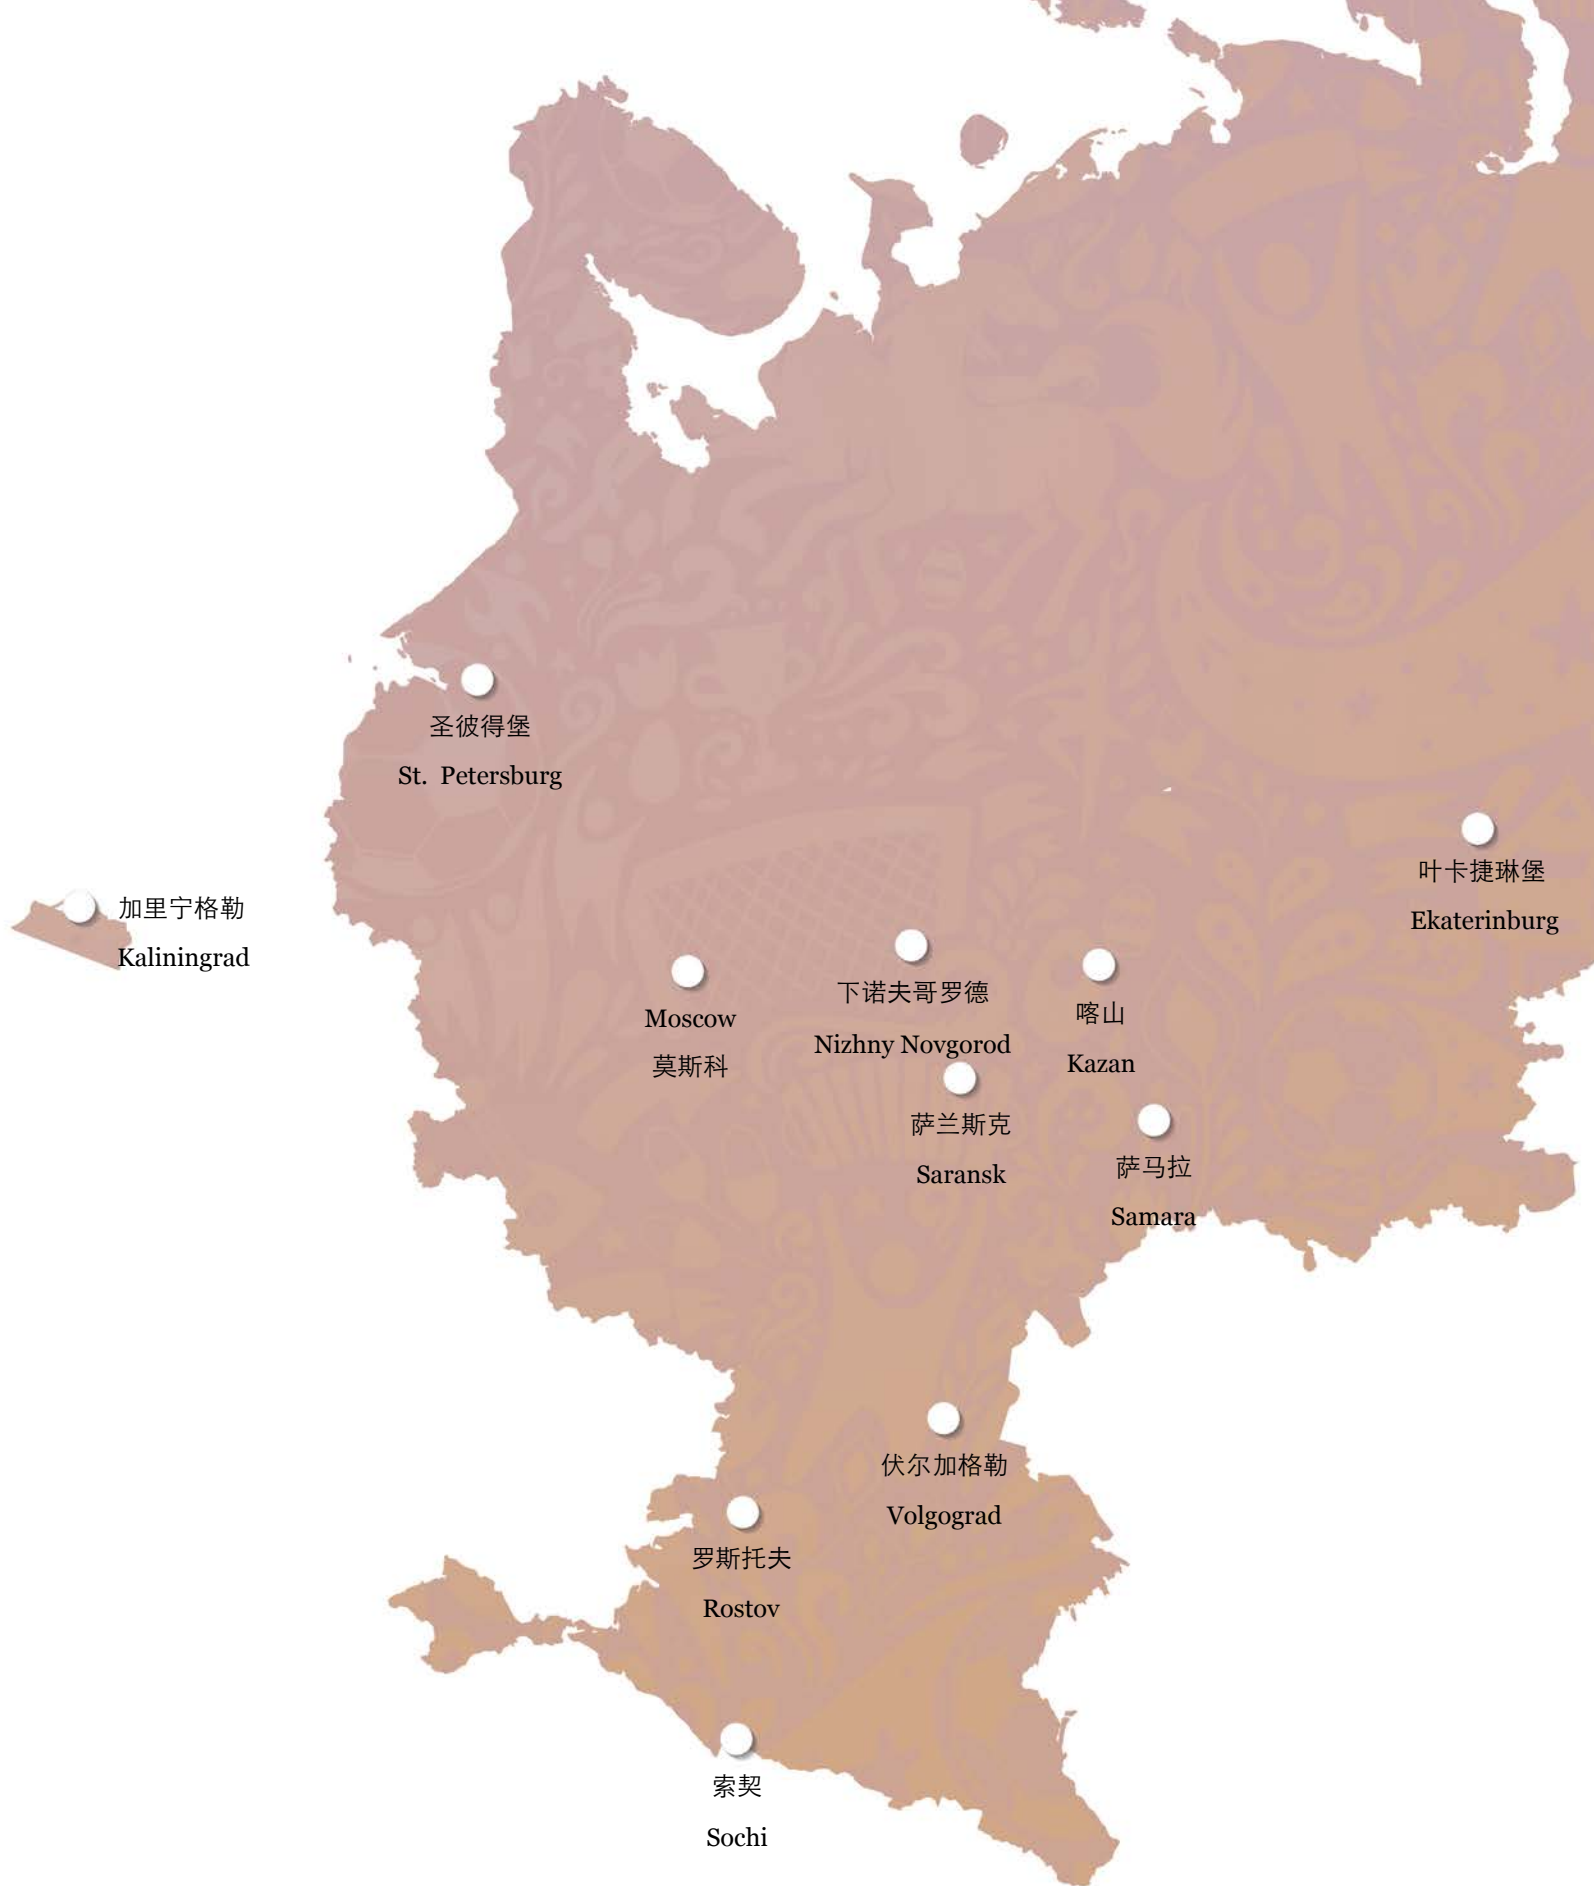 圣彼得堡
St. Petersburg
叶卡捷琳堡
Ekaterinburg
加里宁格勒
Kaliningrad
Moscow
莫斯科
下诺夫哥罗德
Nizhny Novgorod
喀山
Kazan
萨兰斯克
Saransk
萨马拉
Samara
伏尔加格勒
Volgograd
罗斯托夫
Rostov
索契
Sochi